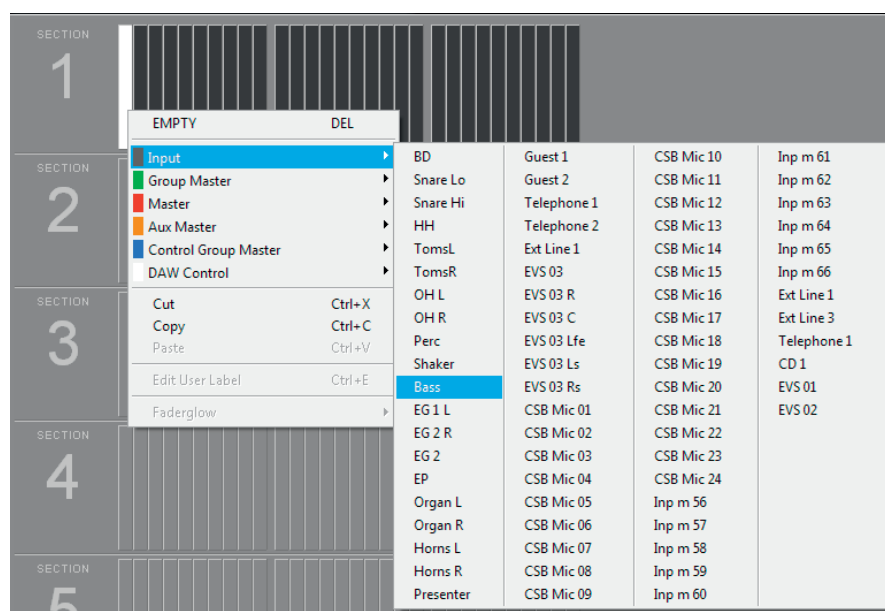 SECTION
1
EMPTY DEL
Input
Group Master
Master
Aux Master
Control Group Master
DAW Control
Cut Ctrl+X
Copy Ctrl+C
Paste Ctrl+V
Edit User Label Ctrl+E
Faderglow
BD
Snare Lo
Snare Hi
HH
TomsL
TomsR
OH L
OH R
Perc
Shaker
Bass
EG 1 L
EG 2 R
EG 2
EP
Organ L
Organ R
Horns L
Horns R
Presenter
Guest 1
Guest 2
Telephone 1
Telephone 2
Ext Line 1
EVS 03
EVS 03 R
EVS 03 C
EVS 03 Lfe
EVS 03 Ls
EVS 03 Rs
CSB Mic 01
CSB Mic 02
CSB Mic 03
CSB Mic 04
CSB Mic 05
CSB Mic 06
CSB Mic 07
CSB Mic 08
CSB Mic 09
CSB Mic 10
CSB Mic 11
CSB Mic 12
CSB Mic 13
CSB Mic 14
CSB Mic 15
CSB Mic 16
CSB Mic 17
CSB Mic 18
CSB Mic 19
CSB Mic 20
CSB Mic 21
CSB Mic 22
CSB Mic 23
CSB Mic 24
Inp m 56
Inp m 57
Inp m 58
Inp m 59
Inp m 60
Inp m 61
Inp m 62
Inp m 63
Inp m 64
Inp m 65
Inp m 66
Ext Line 1
Ext Line 3
Telephone 1
CD 1
EVS 01
EVS 02
SECTION
2
SECTION
3
SECTION
4
SECTION
5